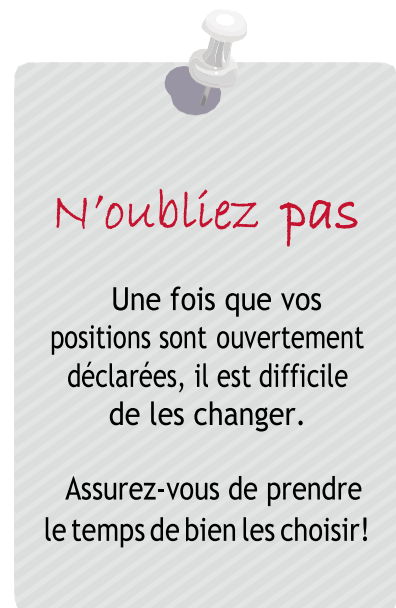 N'oubliez pas
Une fois que vos
positions sont ouvertement
déclarées, il est difficile
de les changer.
Assurez-vous de prendre
le temps de bien les choisir!